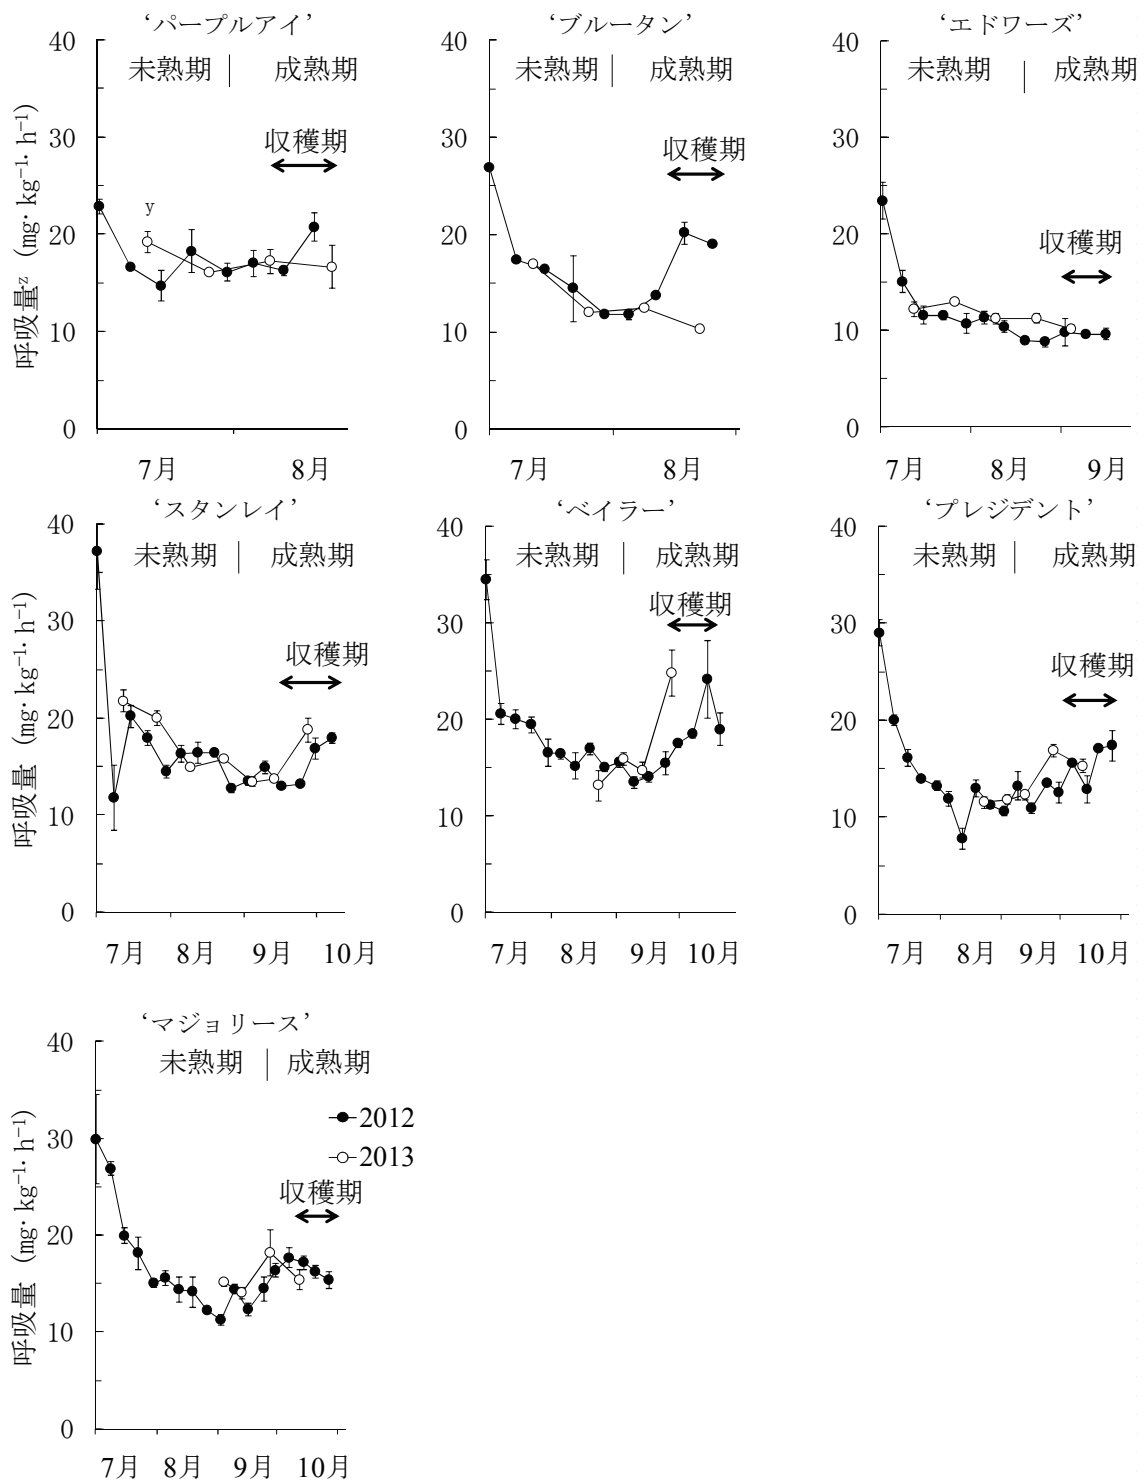 ‘パープルアイ’
未熟期 | 成熟期
収穫期
y
呼吸量ᶻ (mg·kg⁻¹·h⁻¹)
40
30
20
10
0
7月 8月
‘ブルータン’
未熟期 | 成熟期
収穫期
40
30
20
10
0
7月 8月
‘エドワーズ’
未熟期 | 成熟期
収穫期
40
30
20
10
0
7月 8月 9月
‘スタンレイ’
未熟期 | 成熟期
収穫期
呼吸量 (mg·kg⁻¹·h⁻¹)
40
30
20
10
0
7月 8月 9月 10月
‘ベイラー’
未熟期 | 成熟期
収穫期
40
30
20
10
0
7月 8月 9月 10月
‘プレジデント’
未熟期 | 成熟期
収穫期
40
30
20
10
0
7月 8月 9月 10月
‘マジョリース’
未熟期 | 成熟期
2012
2013
収穫期
呼吸量 (mg·kg⁻¹·h⁻¹)
40
30
20
10
0
7月 8月 9月 10月